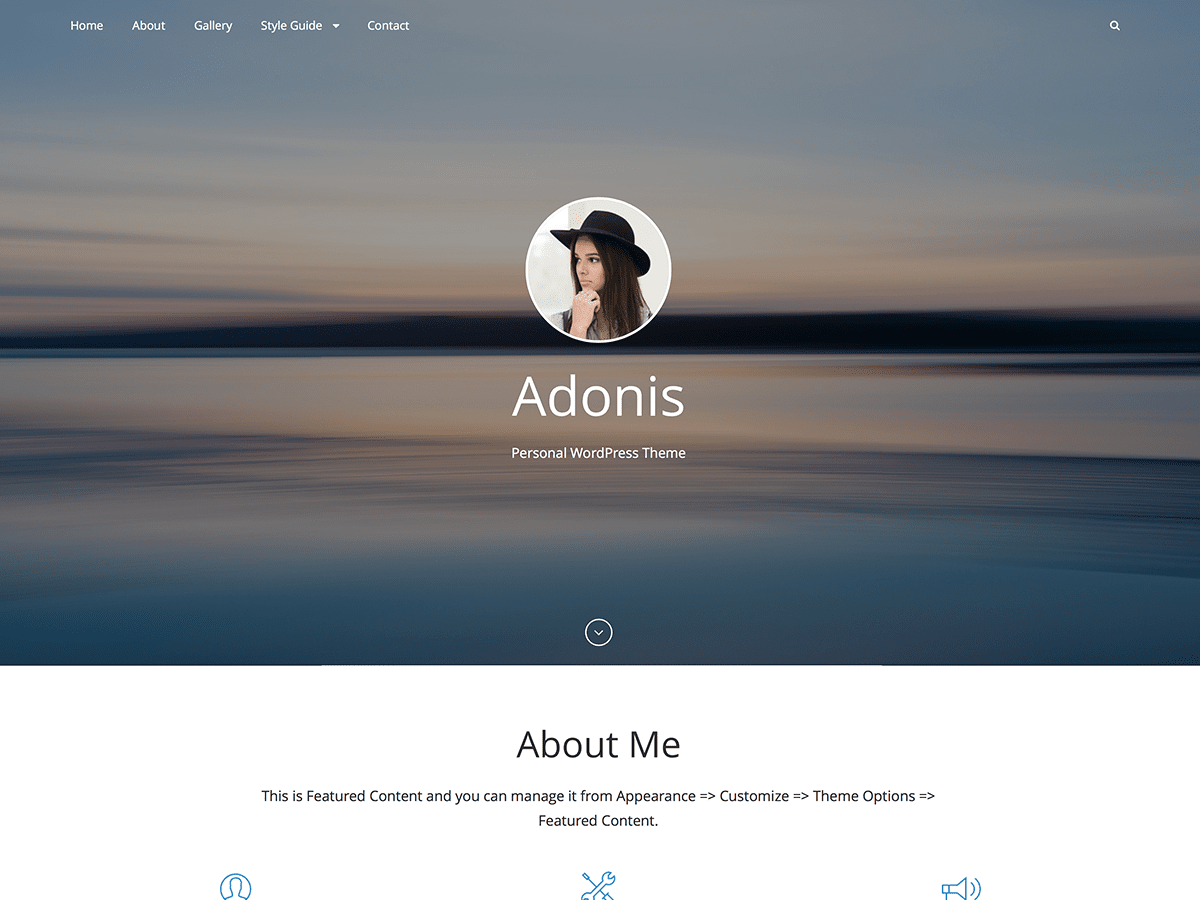 Home About Gallery Style Guide Contact
Adonis
Personal WordPress Theme
About Me
This is Featured Content and you can manage it from Appearance => Customize => Theme Options =>
Featured Content.